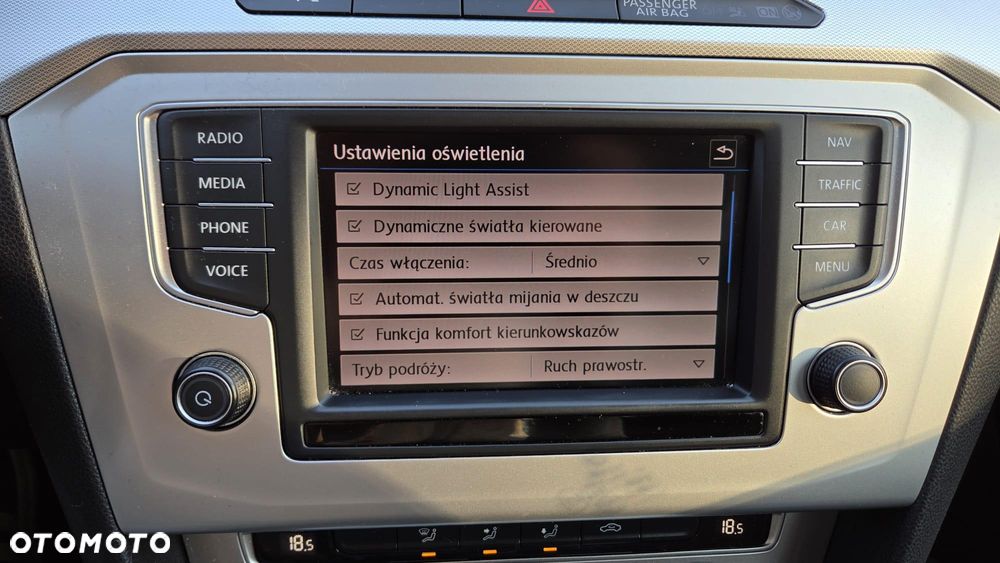 PASSENGER
AIR BAG
ON
RADIO
MEDIA
PHONE
VOICE
Ustawienia oświetlenia
Dynamic Light Assist
Dynamiczne światła kierowane
Czas włączenia: Średnio
Automat. światła mijania w deszczu
Funkcja komfort kierunkowskazów
Tryb podróży: Ruch prawostr.
NAV
TRAFFIC
CAR
MENU
18.5
18.5
OTOMOTO